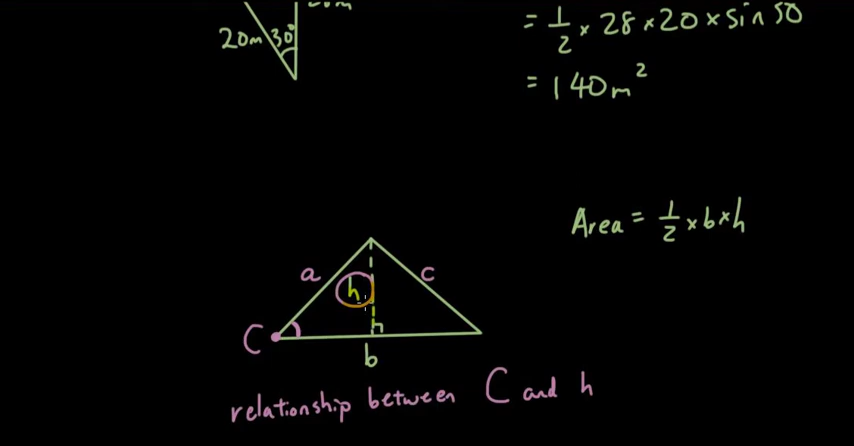 20m 30°
= 1/2 × 28 × 20 × sin 30
= 140m²
Area = 1/2 × b × h
a
h
c
C
b
relationship between C and h